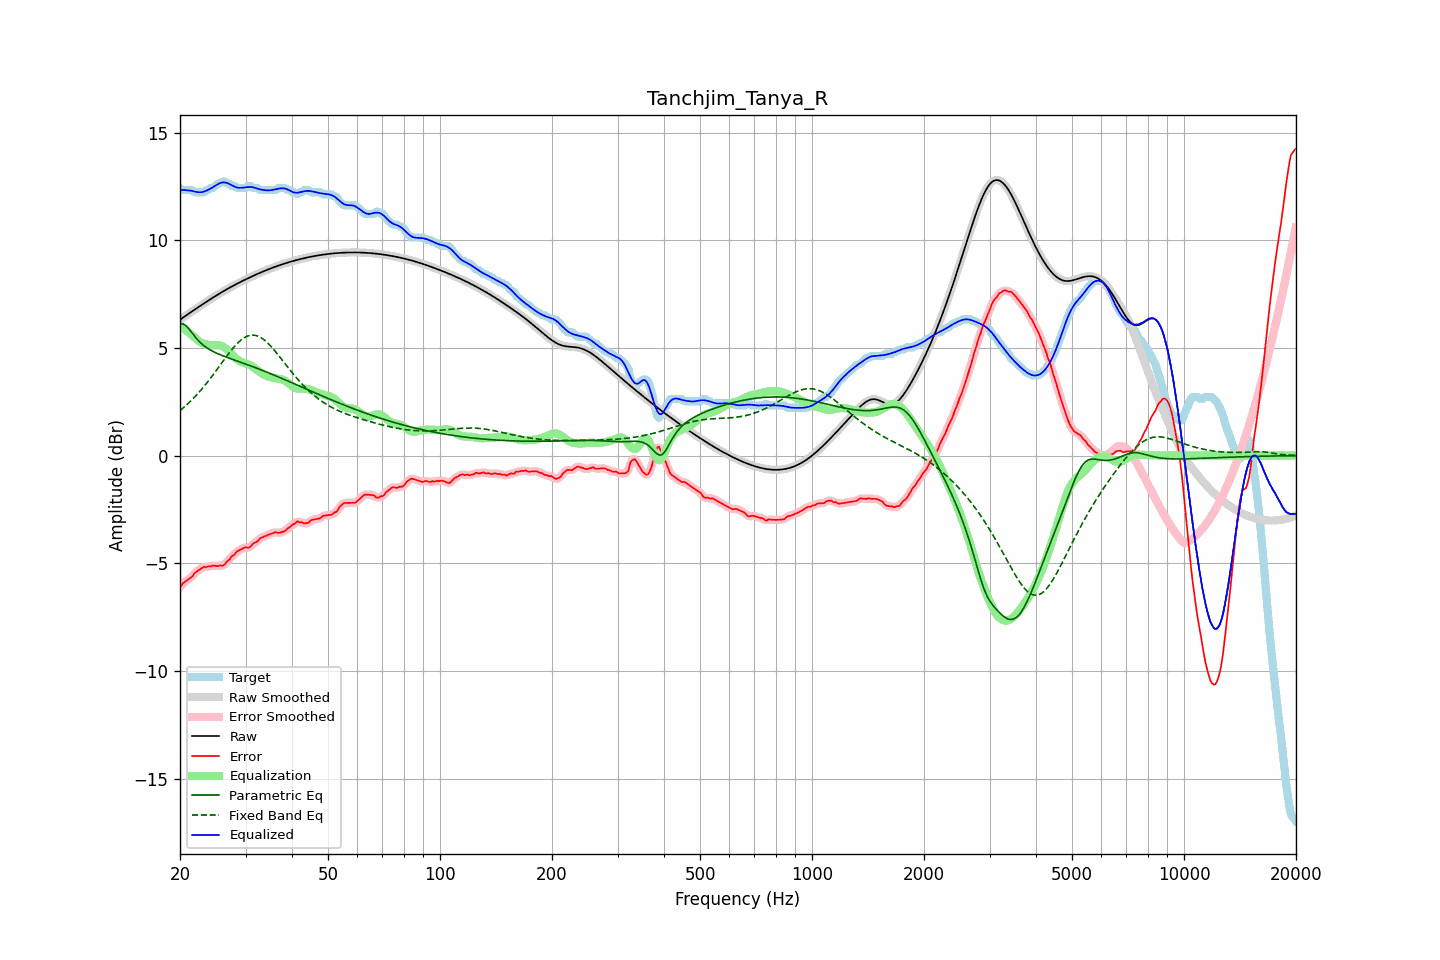 Tanchjim_Tanya_R
Amplitude (dBr)
15
10
5
0
−5
−10
−15
Target
Raw Smoothed
Error Smoothed
Raw
Error
Equalization
Parametric Eq
Fixed Band Eq
Equalized
20 50 100 200 500 1000 2000 5000 10000 20000
Frequency (Hz)